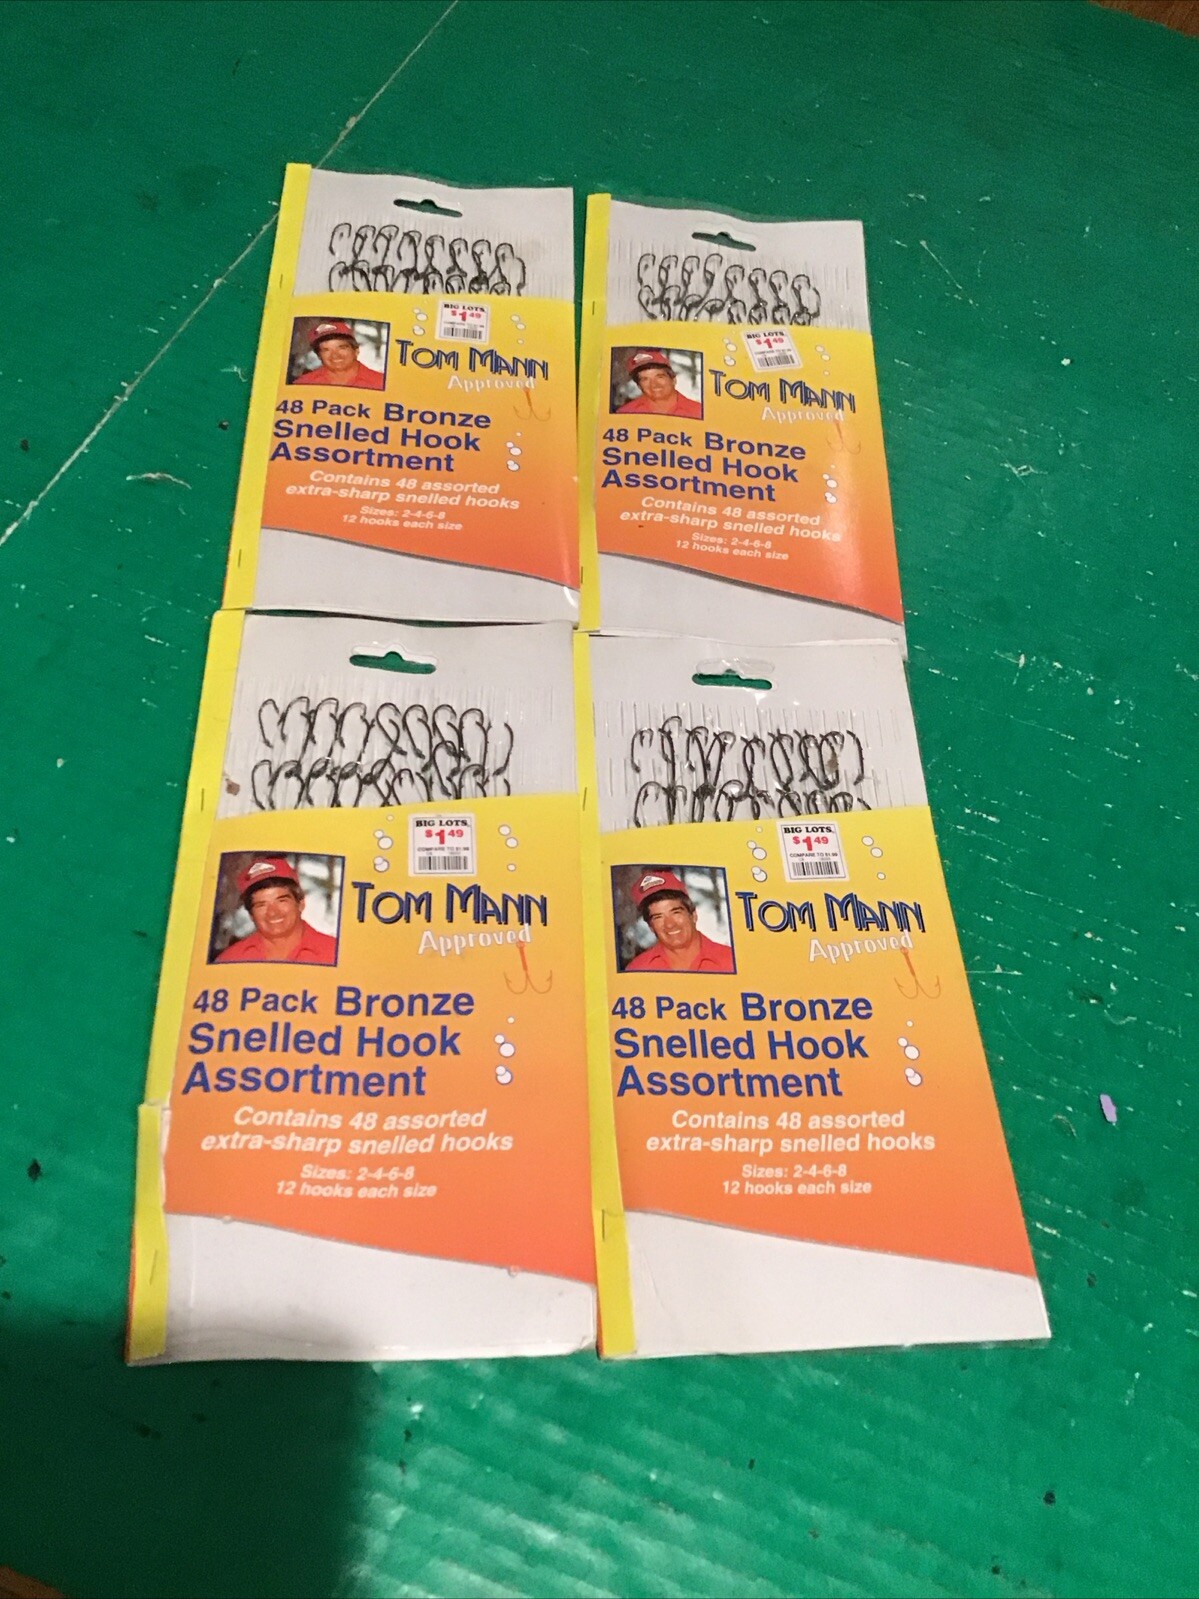 BIG LOTS
$1.49
TOM MANN
Approved
48 Pack Bronze
Snelled Hook
Assortment
Contains 48 assorted
extra-sharp snelled hooks
Sizes: 2-4-6-8
12 hooks each size
BIG LOTS
$1.49
TOM MANN
Approved
48 Pack Bronze
Snelled Hook
Assortment
Contains 48 assorted
extra-sharp snelled hooks
Sizes: 2-4-6-8
12 hooks each size
BIG LOTS
$1.49
COMPARE TO $1.99
TOM MANN
Approved
48 Pack Bronze
Snelled Hook
Assortment
Contains 48 assorted
extra-sharp snelled hooks
Sizes: 2-4-6-8
12 hooks each size
BIG LOTS
$1.49
COMPARE TO $1.99
TOM MANN
Approved
48 Pack Bronze
Snelled Hook
Assortment
Contains 48 assorted
extra-sharp snelled hooks
Sizes: 2-4-6-8
12 hooks each size